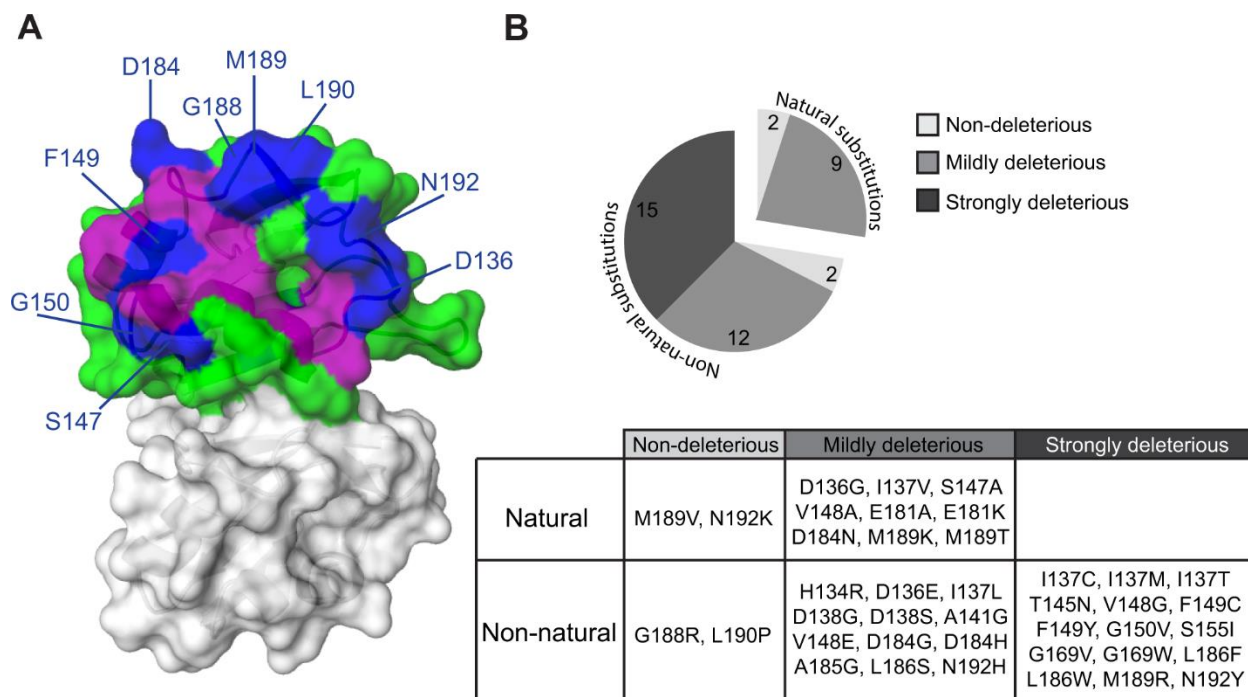 A
D184
M189
G188
L190
F149
N192
D136
G150
S147
B
Natural substitutions
2
9
15
2
12
Non-natural substitutions
Non-deleterious
Mildly deleterious
Strongly deleterious
Non-deleterious Mildly deleterious Strongly deleterious
Natural
M189V, N192K
D136G, I137V, S147A
V148A, E181A, E181K
D184N, M189K, M189T
Non-natural
G188R, L190P
H134R, D136E, I137L
D138G, D138S, A141G
V148E, D184G, D184H
A185G, L186S, N192H
I137C, I137M, I137T
T145N, V148G, F149C
F149Y, G150V, S155I
G169V, G169W, L186F
L186W, M189R, N192Y